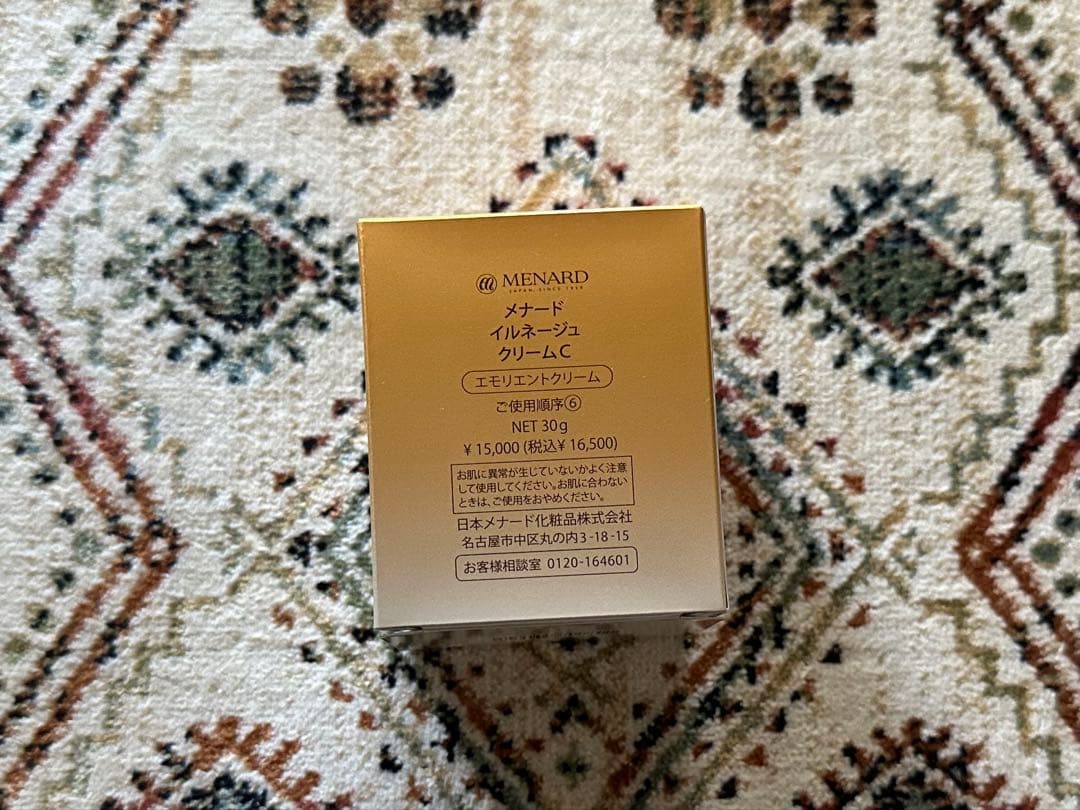 MENARD
JAPAN, SINCE 1959
メナード
イルネージュ
クリームC
エモリエントクリーム
ご使用順序⑥
NET 30g
¥15,000 (税込¥16,500)
お肌に異常が生じていないかよく注意
して使用してください。お肌に合わない
ときは、ご使用をおやめください。
日本メナード化粧品株式会社
名古屋市中区丸の内3-18-15
お客様相談室 0120-164601